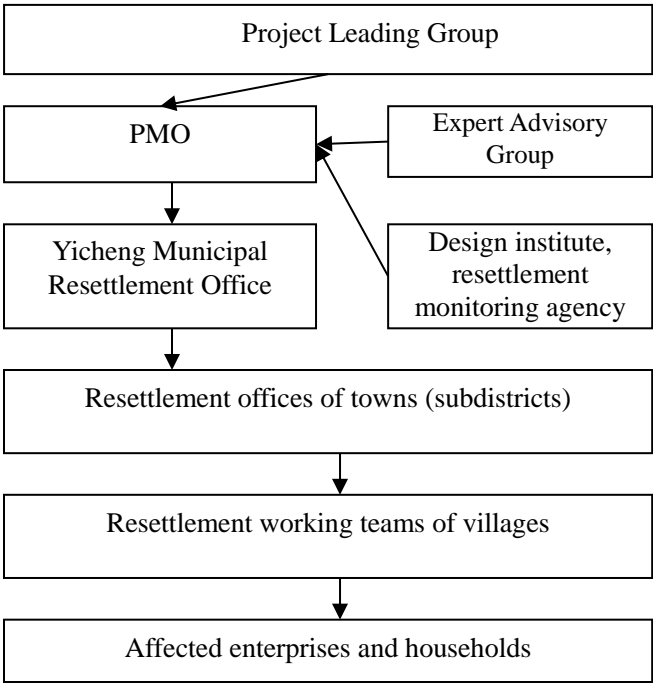 Project Leading Group
PMO
Expert Advisory
Group
Yicheng Municipal
Resettlement Office
Design institute,
resettlement
monitoring agency
Resettlement offices of towns (subdistricts)
Resettlement working teams of villages
Affected enterprises and households